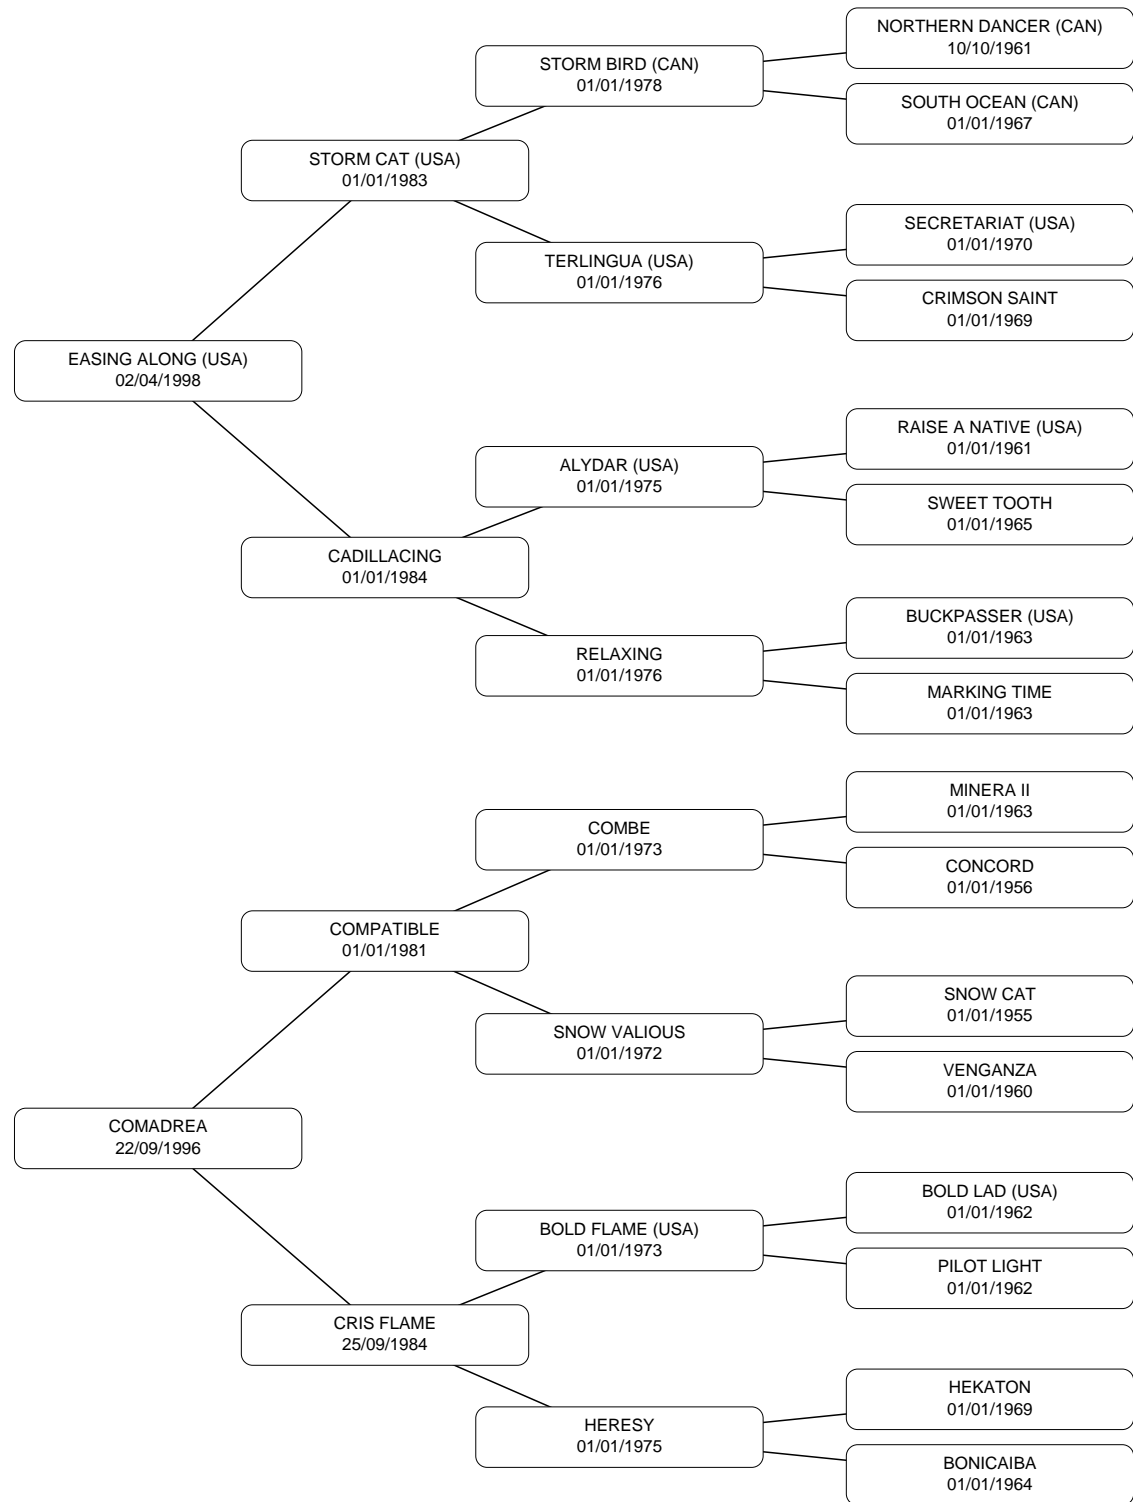 NORTHERN DANCER (CAN)
10/10/1961
STORM BIRD (CAN)
01/01/1978
SOUTH OCEAN (CAN)
01/01/1967
STORM CAT (USA)
01/01/1983
SECRETARIAT (USA)
01/01/1970
TERLINGUA (USA)
01/01/1976
CRIMSON SAINT
01/01/1969
EASING ALONG (USA)
02/04/1998
RAISE A NATIVE (USA)
01/01/1961
ALYDAR (USA)
01/01/1975
SWEET TOOTH
01/01/1965
CADILLACING
01/01/1984
BUCKPASSER (USA)
01/01/1963
RELAXING
01/01/1976
MARKING TIME
01/01/1963
MINERA II
01/01/1963
COMBE
01/01/1973
CONCORD
01/01/1956
COMPATIBLE
01/01/1981
SNOW CAT
01/01/1955
SNOW VALIOUS
01/01/1972
VENGANZA
01/01/1960
COMADREA
22/09/1996
BOLD LAD (USA)
01/01/1962
BOLD FLAME (USA)
01/01/1973
PILOT LIGHT
01/01/1962
CRIS FLAME
25/09/1984
HEKATON
01/01/1969
HERESY
01/01/1975
BONICAIBA
01/01/1964